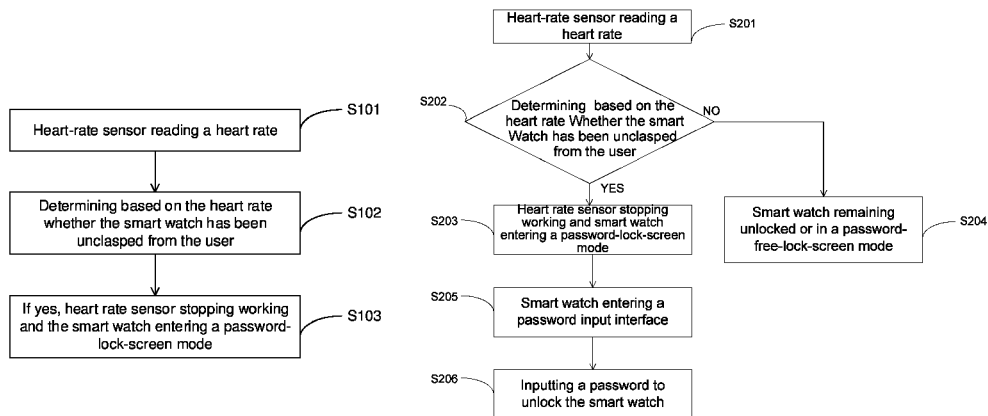 S101
Heart-rate sensor reading a heart rate
S102
Determining based on the heart rate
whether the smart watch has been
unclasped from the user
S103
If yes, heart rate sensor stopping working
and the smart watch entering a password-
lock-screen mode
Heart-rate sensor reading a
heart rate
S201
S202
Determining based on the
heart rate Whether the smart
Watch has been unclasped
from the user
NO
YES
S203
Heart rate sensor stopping
working and smart watch
entering a password-lock-screen
mode
Smart watch remaining
unlocked or in a password-
free-lock-screen mode
S204
S205
Smart watch entering a
password input interface
S206
Inputting a password to
unlock the smart watch